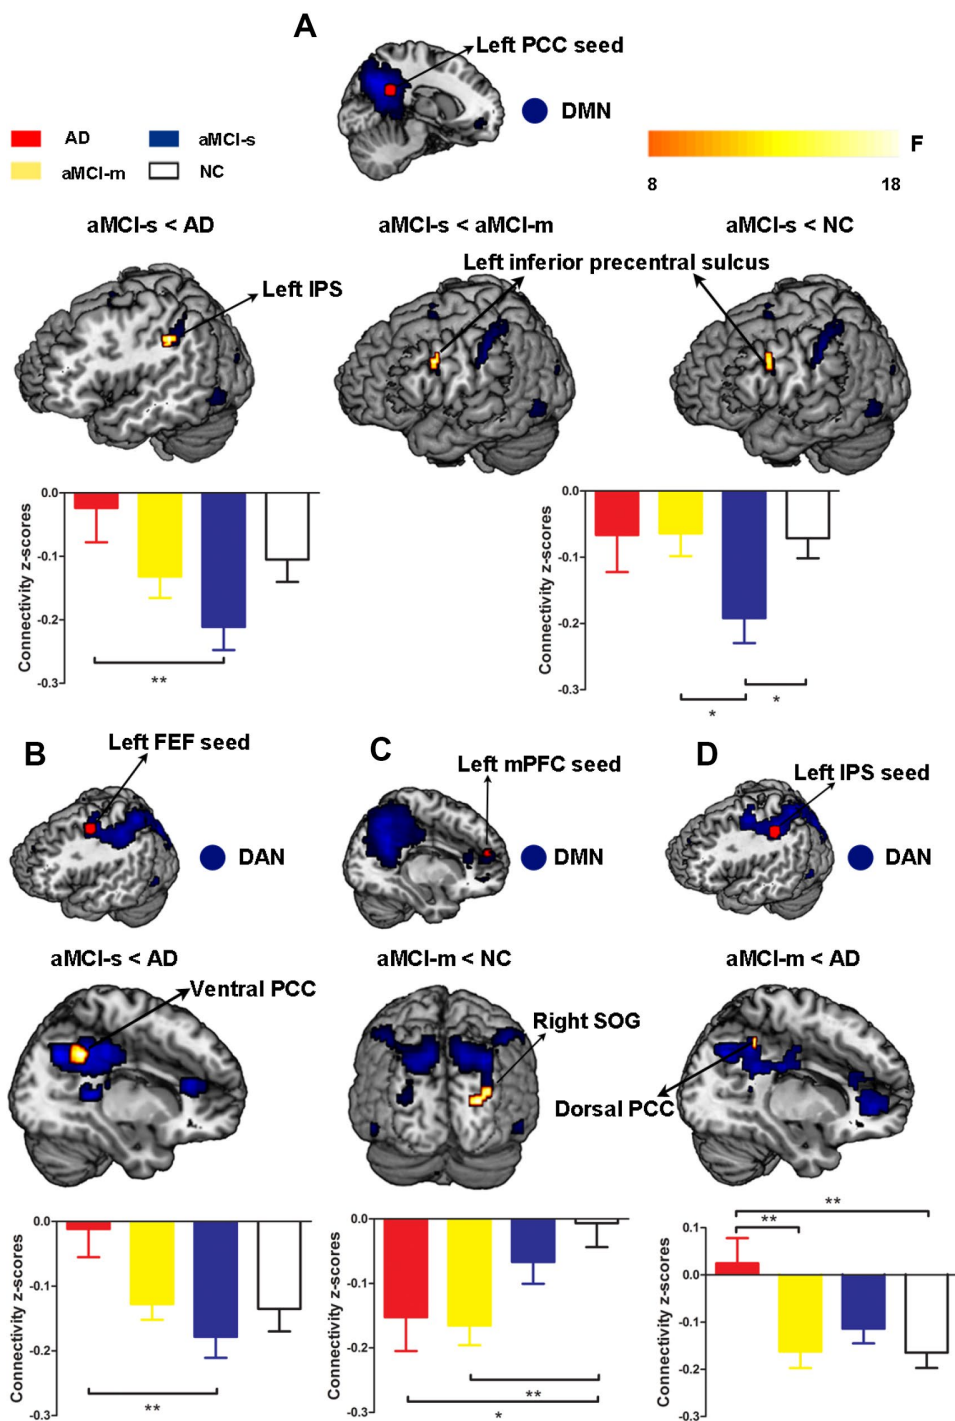 A
Left PCC seed
DMN
AD
aMCI-s
aMCI-m
NC
F
8
18
aMCI-s < AD
aMCI-s < aMCI-m
aMCI-s < NC
Left inferior precentral sulcus
Left IPS
Connectivity z-scores
0.0
-0.1
-0.2
-0.3
**
Connectivity z-scores
0.0
-0.1
-0.2
-0.3
*
*
B
Left FEF seed
DAN
aMCI-s < AD
Ventral PCC
Connectivity z-scores
0.0
-0.1
-0.2
-0.3
**
C
Left mPFC seed
DMN
aMCI-m < NC
Right SOG
Connectivity z-scores
0.0
-0.1
-0.2
-0.3
**
*
D
Left IPS seed
DAN
aMCI-m < AD
Dorsal PCC
Connectivity z-scores
0.1
0.0
-0.1
-0.2
-0.3
**
**